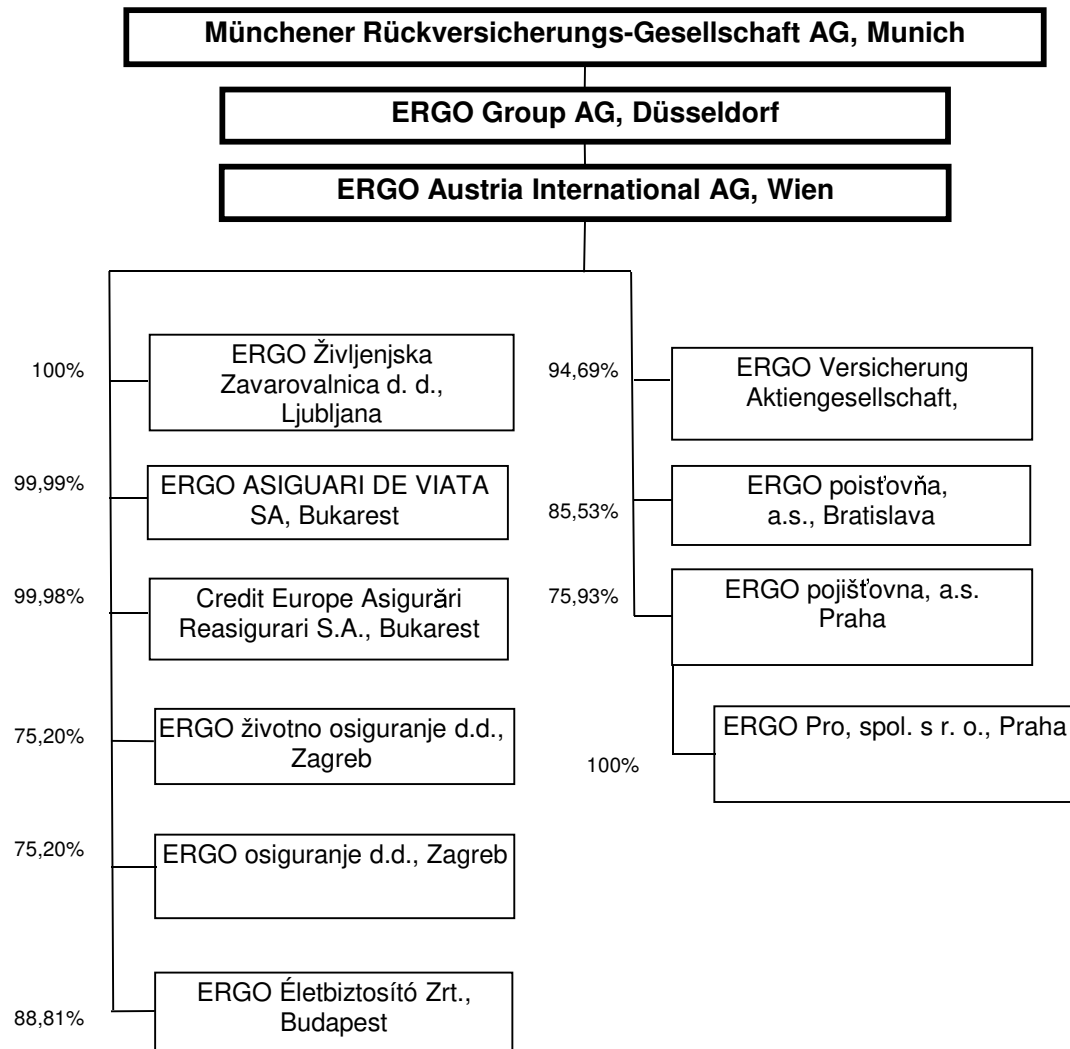 Münchener Rückversicherungs-Gesellschaft AG, Munich
ERGO Group AG, Düsseldorf
ERGO Austria International AG, Wien
100%
ERGO Življenjska
Zavarovalnica d. d.,
Ljubljana
99,99%
ERGO ASIGUARI DE VIATA
SA, Bukarest
99,98%
Credit Europe Asigurări
Reasigurari S.A., Bukarest
75,20%
ERGO životno osiguranje d.d.,
Zagreb
75,20%
ERGO osiguranje d.d., Zagreb
88,81%
ERGO Életbiztosító Zrt.,
Budapest
94,69%
ERGO Versicherung
Aktiengesellschaft,
85,53%
ERGO poisťovňa,
a.s., Bratislava
75,93%
ERGO pojišťovna, a.s.
Praha
100%
ERGO Pro, spol. s r. o., Praha